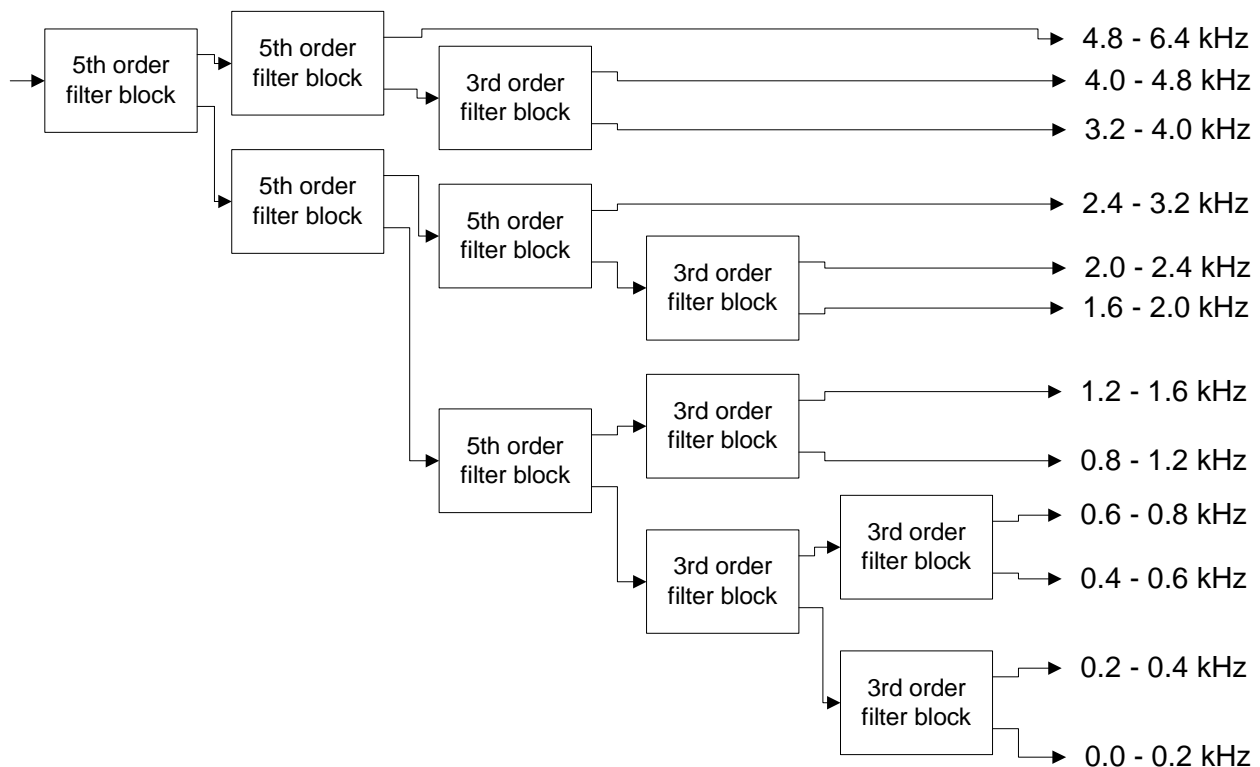 5th order
filter block
5th order
filter block
3rd order
filter block
4.8 - 6.4 kHz
4.0 - 4.8 kHz
3.2 - 4.0 kHz
5th order
filter block
5th order
filter block
3rd order
filter block
2.4 - 3.2 kHz
2.0 - 2.4 kHz
1.6 - 2.0 kHz
5th order
filter block
3rd order
filter block
1.2 - 1.6 kHz
0.8 - 1.2 kHz
3rd order
filter block
3rd order
filter block
0.6 - 0.8 kHz
0.4 - 0.6 kHz
3rd order
filter block
0.2 - 0.4 kHz
0.0 - 0.2 kHz